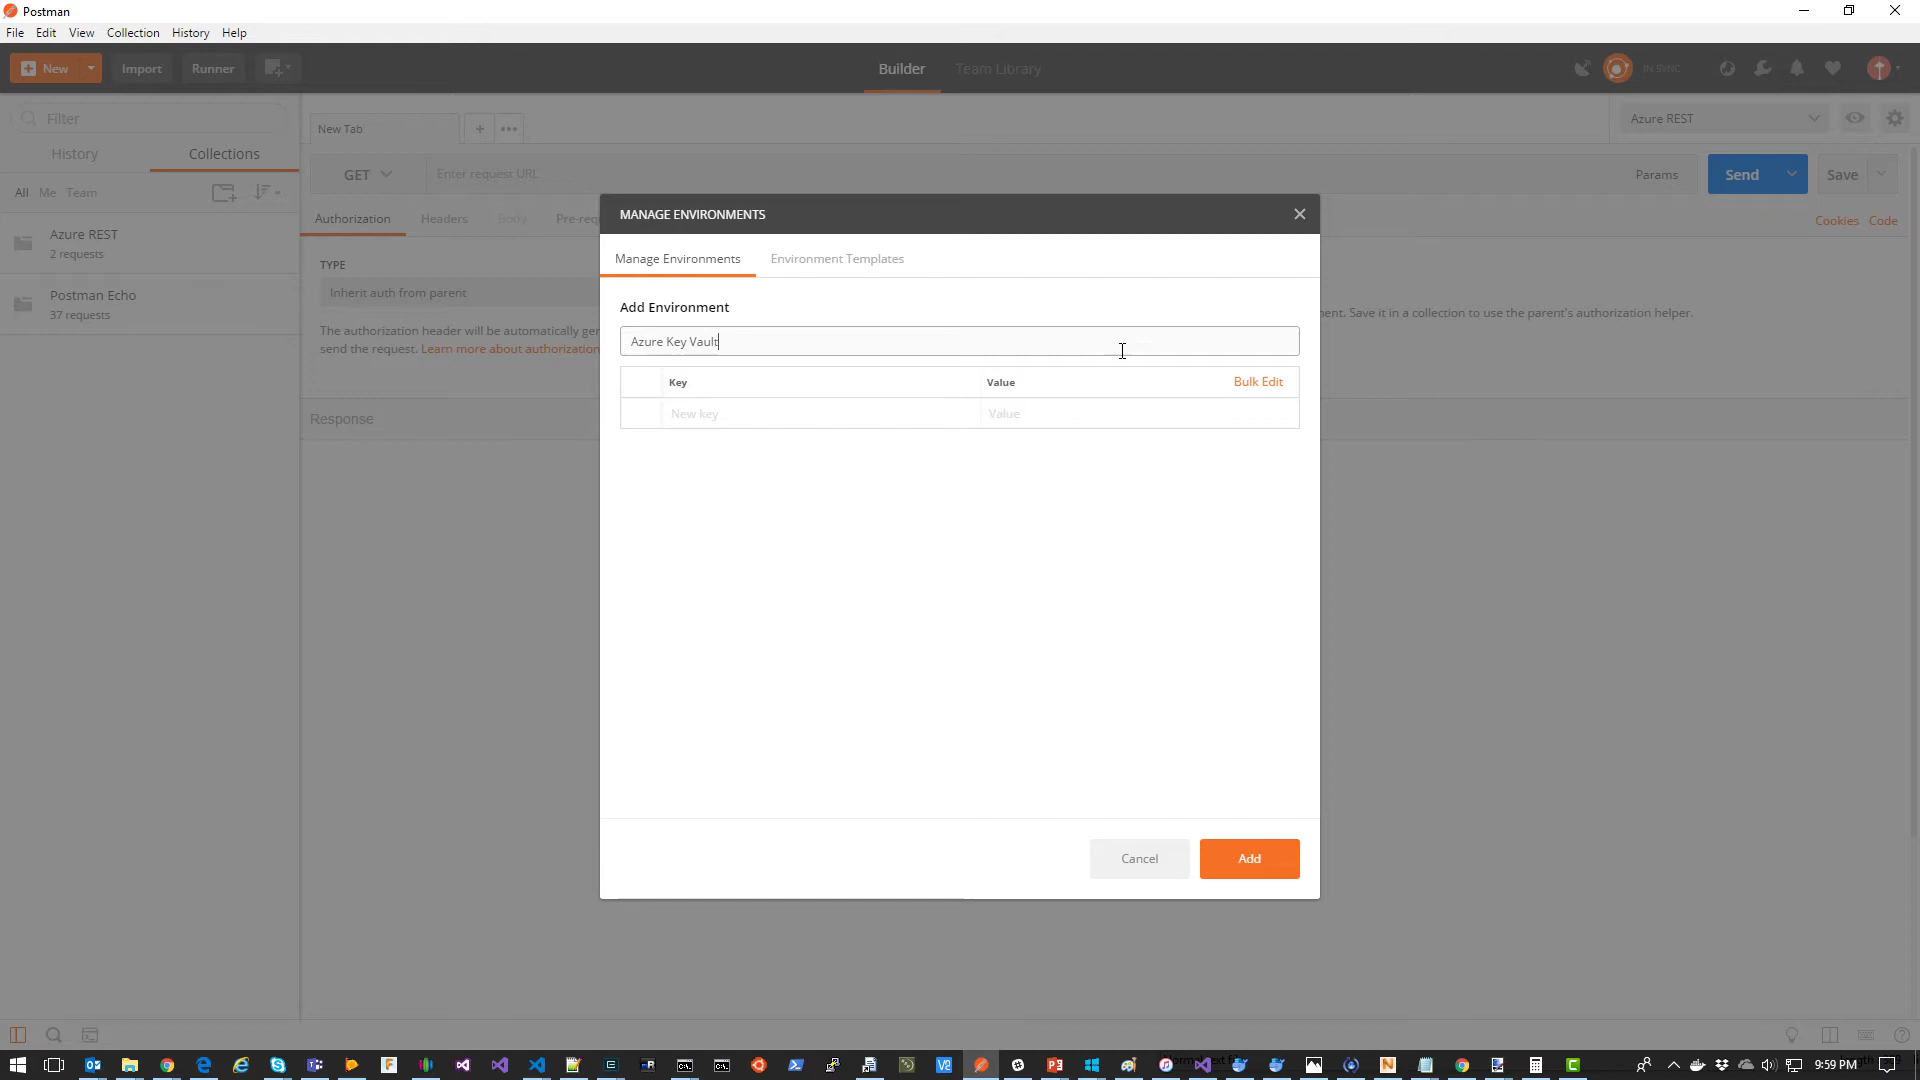 Postman
File Edit View Collection History Help
New Import Runner Builder Team Library IN SYNC
Filter
New Tab + ••• Azure REST
History Collections
GET Enter request URL Params Send Save
All Me Team
Authorization Headers Body Pre-req Cookies Code
Azure REST
2 requests
Postman Echo
37 requests
TYPE
Inherit auth from parent
The authorization header will be automatically ge
send the request. Learn more about authorization
ent. Save it in a collection to use the parent's authorization helper.
Response
MANAGE ENVIRONMENTS
Manage Environments Environment Templates
Add Environment
Azure Key Vault
Key Value Bulk Edit
New key Value
Cancel Add
9:59 PM